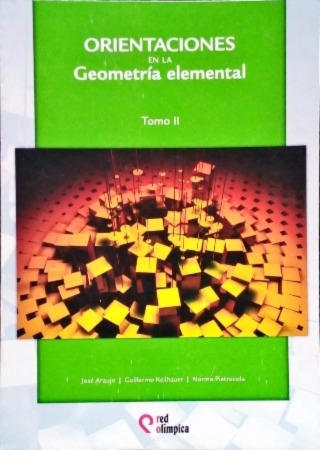 ORIENTACIONES
EN LA
Geometría elemental
Tomo II
José Araujo | Guillermo Keilhauer | Norma Pietrocola
red
olímpica